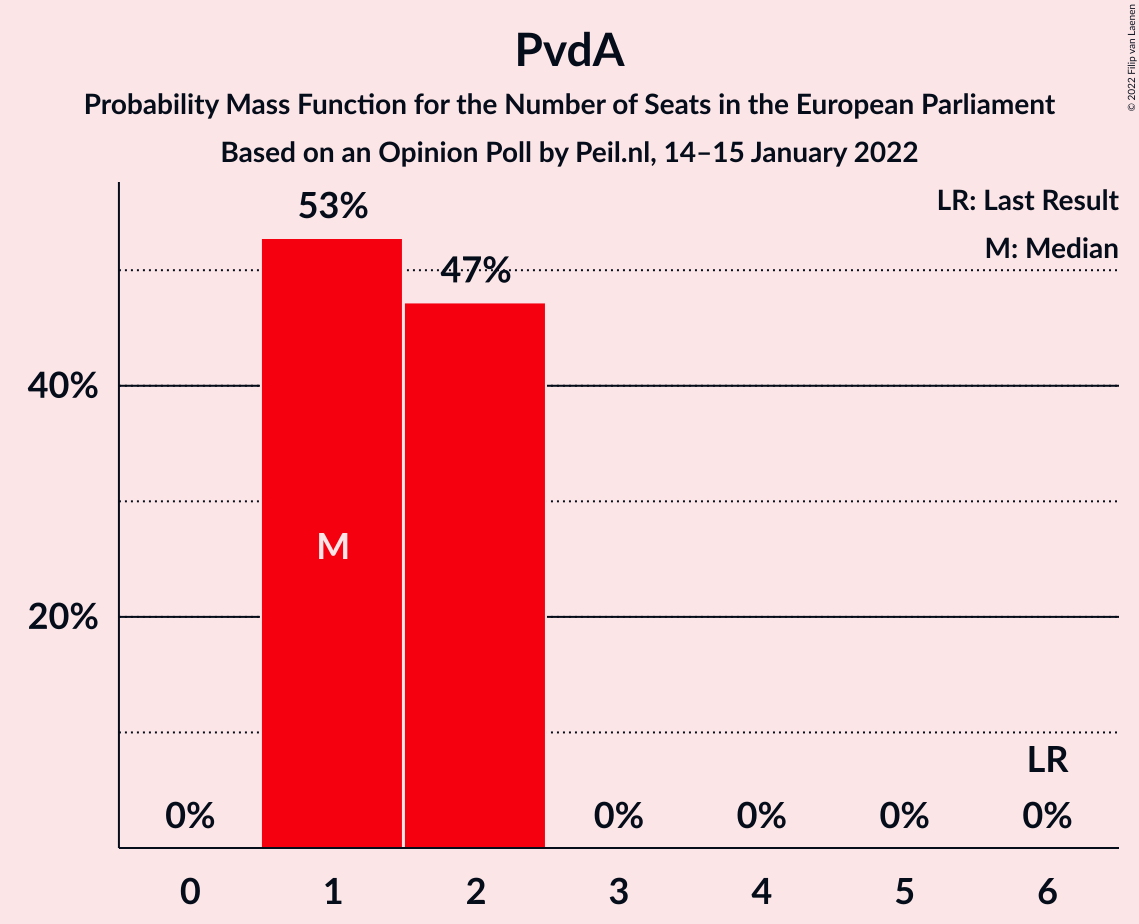 PvdA
Probability Mass Function for the Number of Seats in the European Parliament
Based on an Opinion Poll by Peil.nl, 14–15 January 2022
© 2022 Filip van Laenen
LR: Last Result
M: Median
53%
47%
40%
20%
M
LR
0%
0%
0%
0%
0%
0
1
2
3
4
5
6